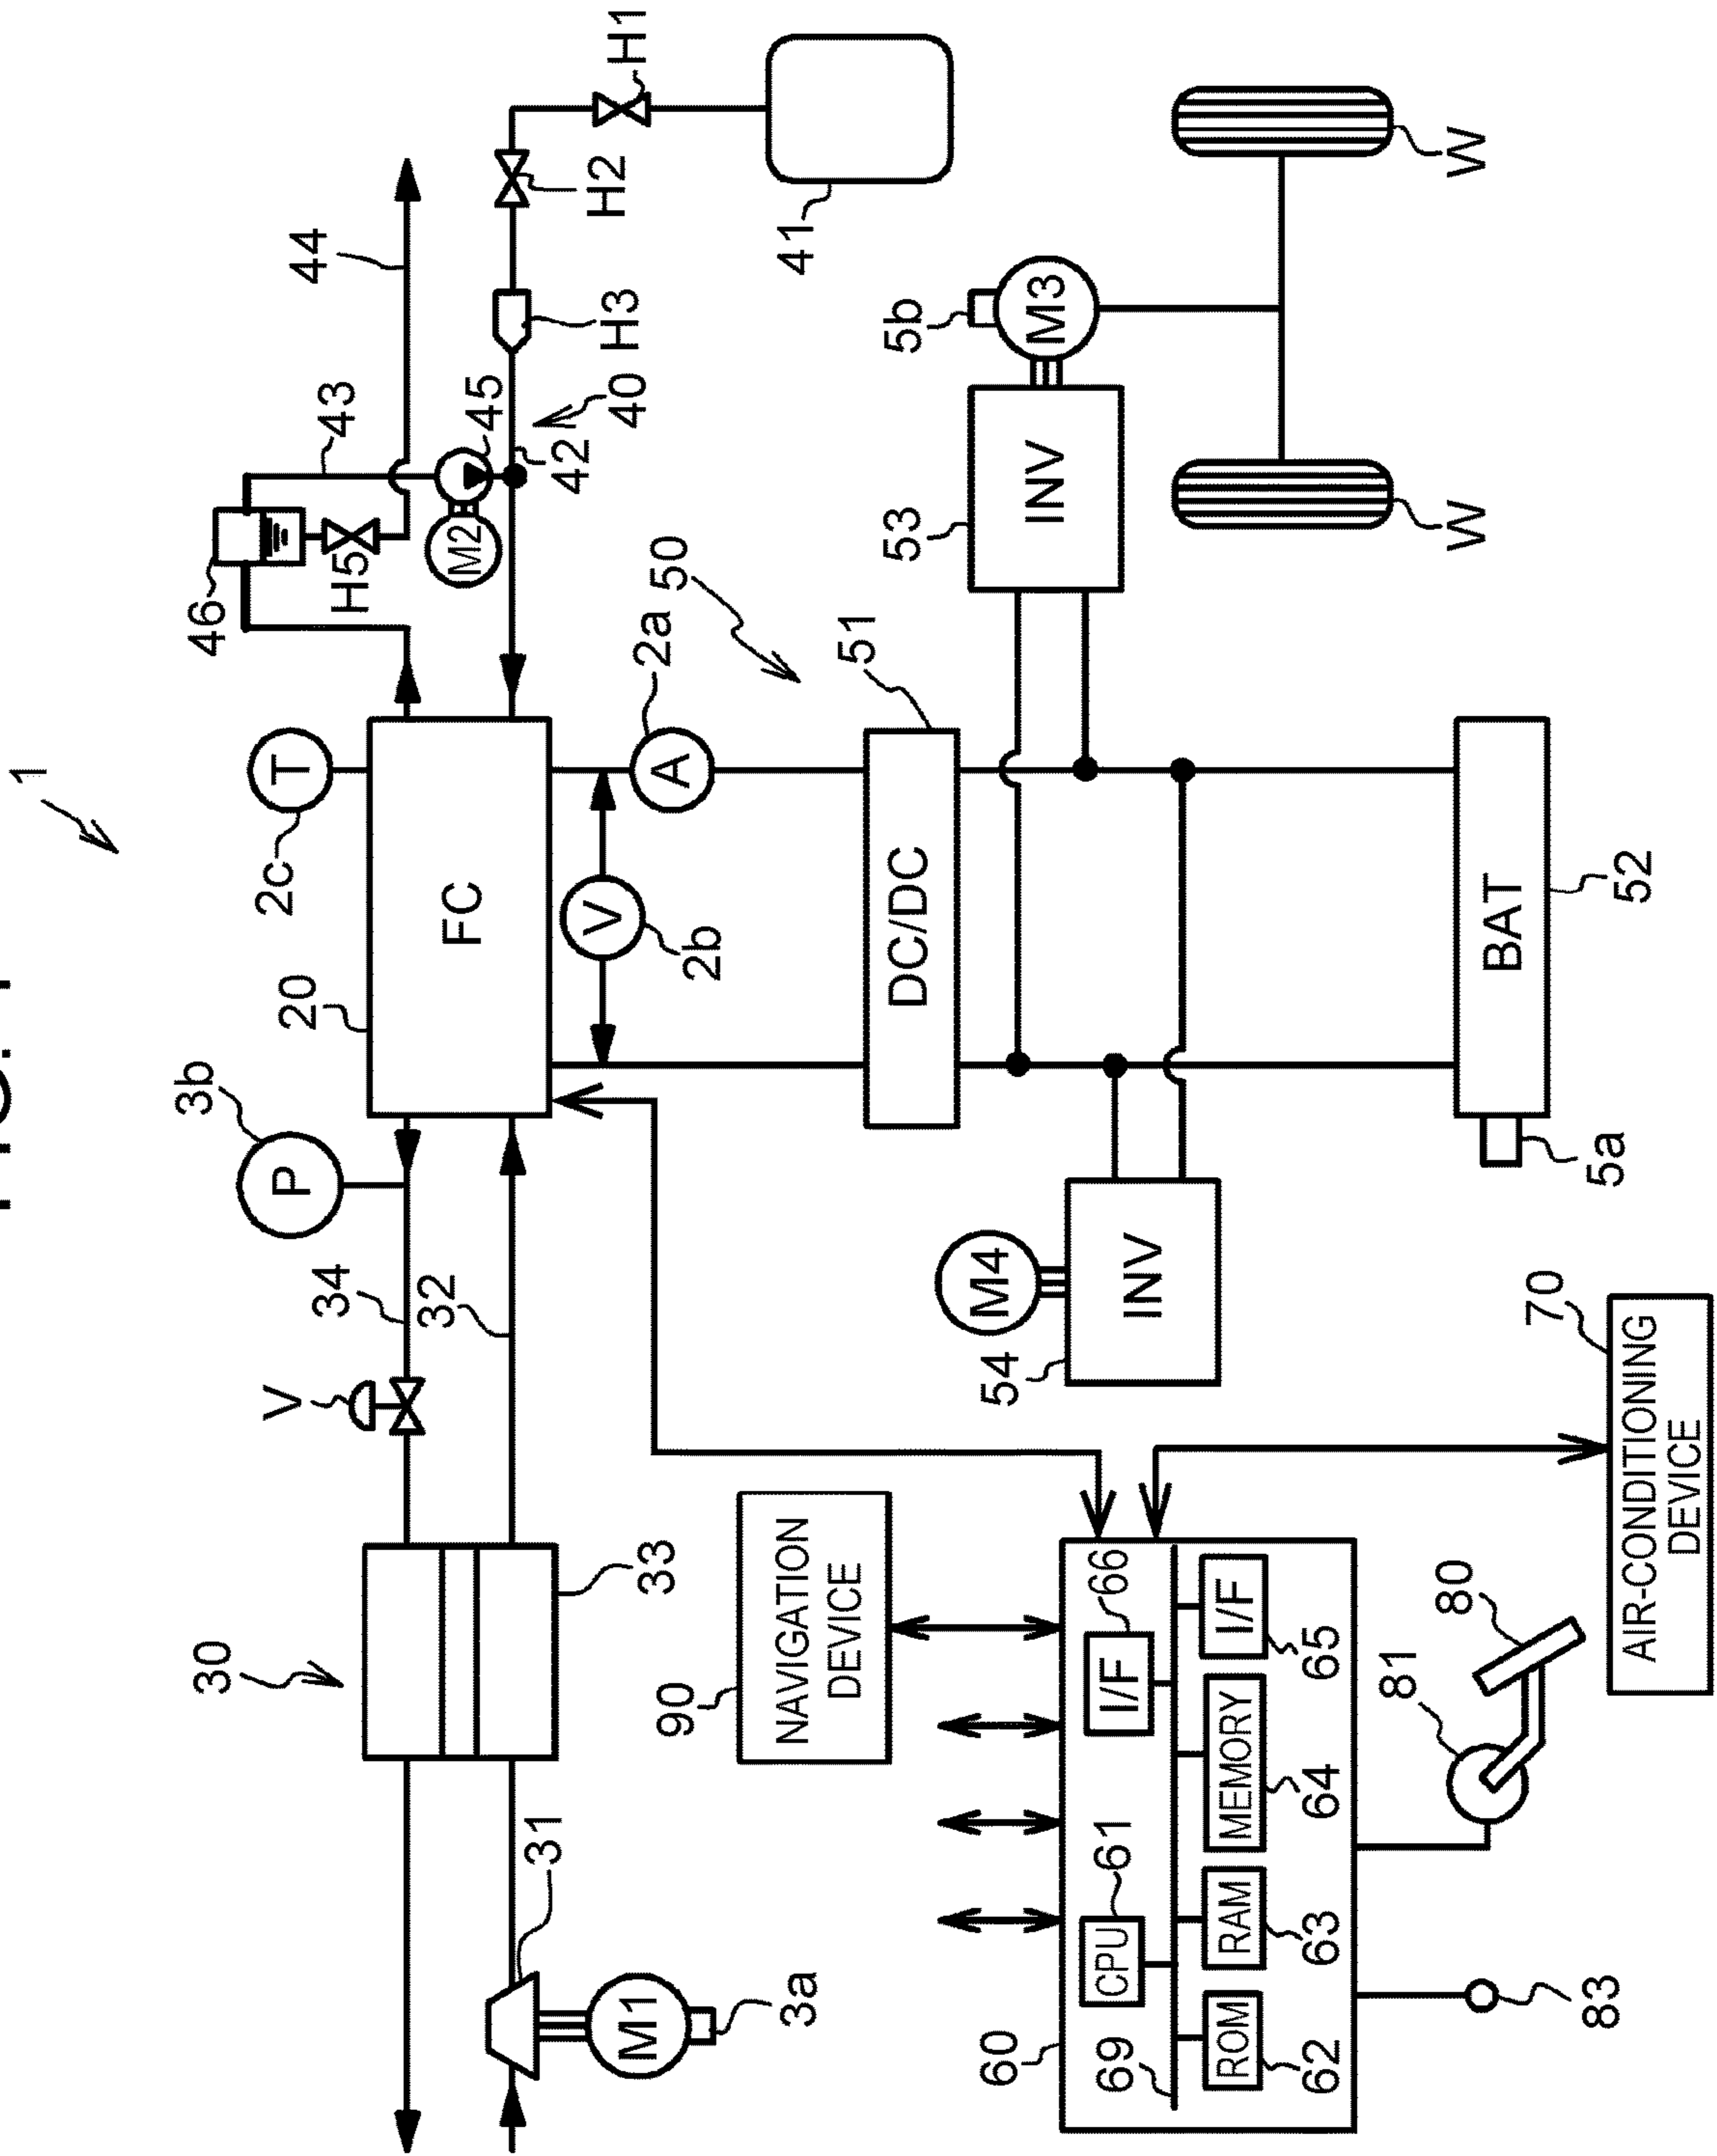 1
30
V
34
32
3b
P
20
2c
T
46
H5
43
44
M2
45
42
40
H3
H2
H1
41
31
M1
3a
33
FC
V
2b
A
2a
50
DC/DC
51
53
INV
5b
M3
W
W
90
NAVIGATION
DEVICE
M4
54
INV
BAT
52
5a
60
69
CPU
61
I/F
66
ROM
62
RAM
63
MEMORY
64
I/F
65
83
81
80
70
AIR-CONDITIONING
DEVICE